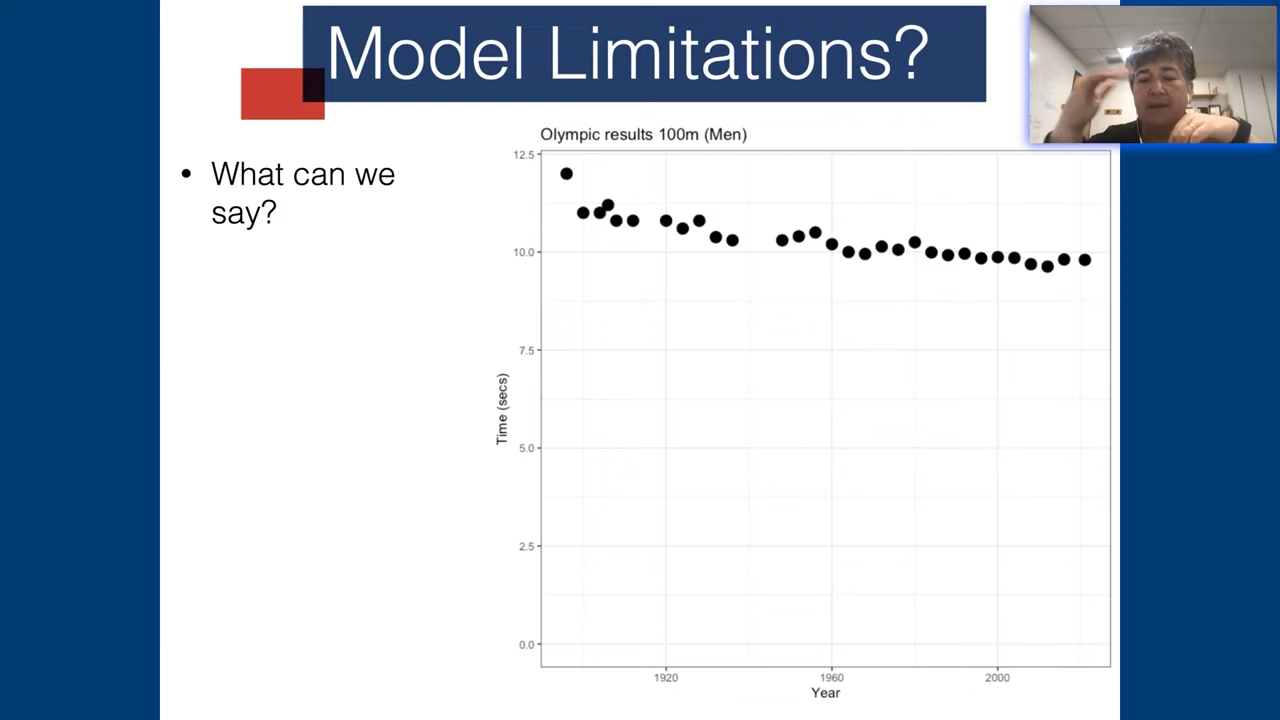 Model Limitations?
• What can we
say?
Olympic results 100m (Men)
12.5
10.0
7.5
5.0
2.5
0.0
Time (secs)
1920
1960
2000
Year